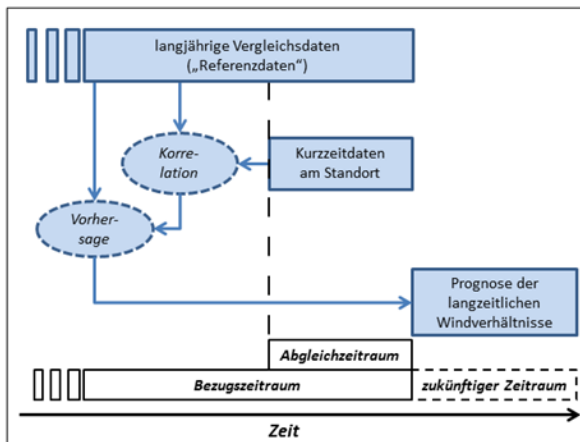 langjährige Vergleichsdaten
(„Referenzdaten“)
Korre-
lation
Kurzzeitdaten
am Standort
Vorher-
sage
Prognose der
langzeitlichen
Windverhältnisse
Abgleichzeitraum
Bezugszeitraum
zukünftiger Zeitraum
Zeit